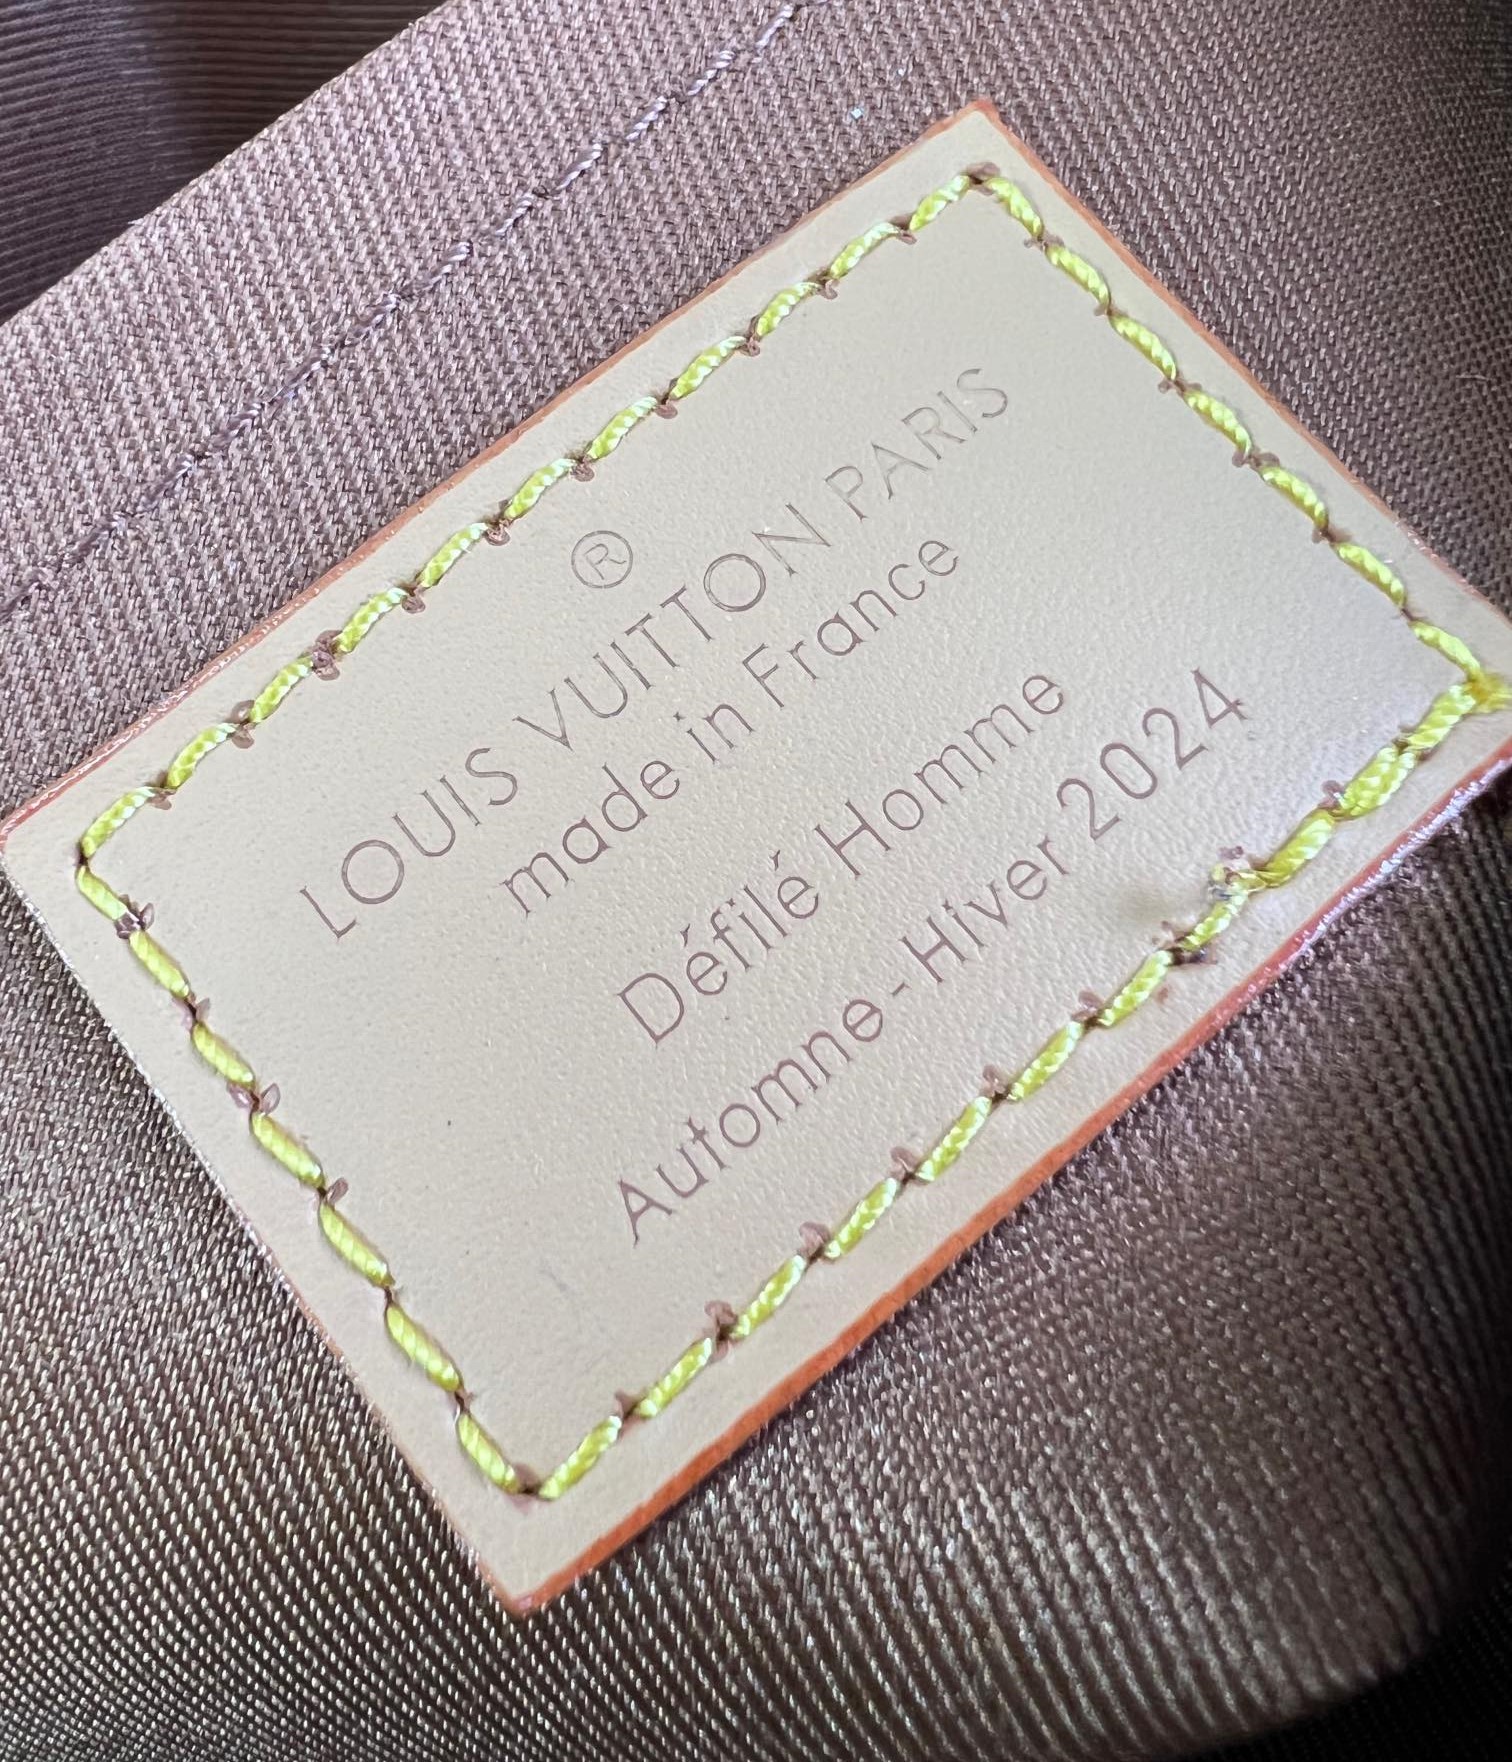 ®
LOUIS VUITTON PARIS
made in France
Défilé Homme
Automne-Hiver 2024